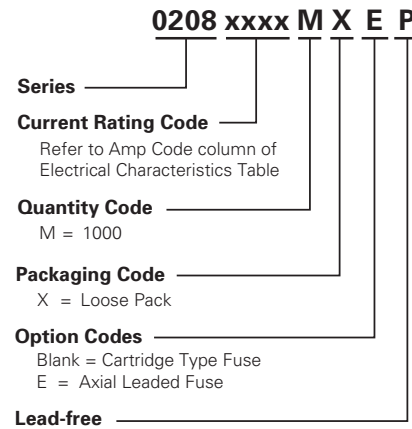 0208 xxxx M X E P
Series
Current Rating Code
Refer to Amp Code column of
Electrical Characteristics Table
Quantity Code
M = 1000
Packaging Code
X = Loose Pack
Option Codes
Blank = Cartridge Type Fuse
E = Axial Leaded Fuse
Lead-free